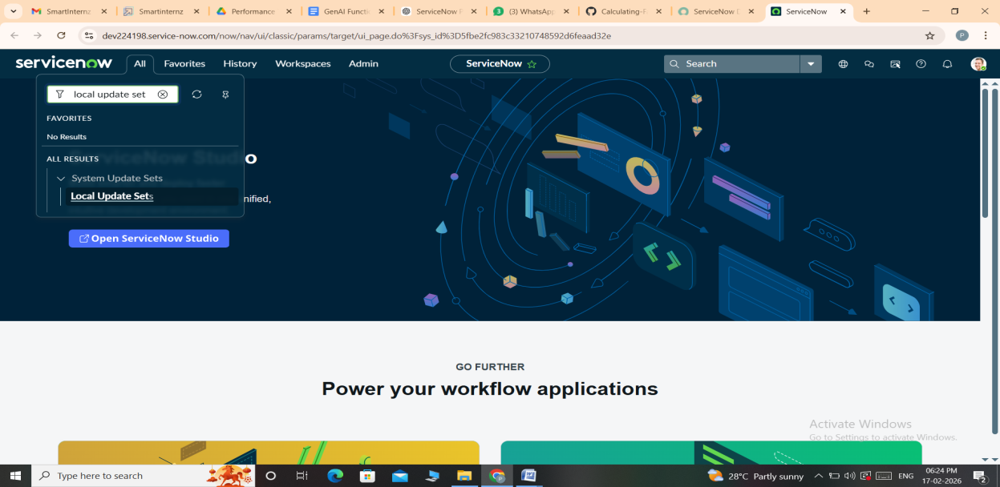 SmartInternz
Smartinternz
Performance
GenAI Functi
ServiceNow
(3) WhatsApp
Calculating-F
ServiceNow
ServiceNow
dev224198.service-now.com/now/nav/ui/classic/params/target/ui_page.do%3Fsys_id%3D5fbe2fc983c33210748592d6feaad32e
P
servicenow
All
Favorites
History
Workspaces
Admin
ServiceNow
Search
local update set
FAVORITES
No Results
ServiceNow Studio
ALL RESULTS
System Update Sets
Local Update Sets
nified,
Open ServiceNow Studio
GO FURTHER
Power your workflow applications
Activate Windows
Go to Settings to activate Windows.
Type here to search
28°C Partly sunny
ENG
06:24 PM
17-02-2026
2